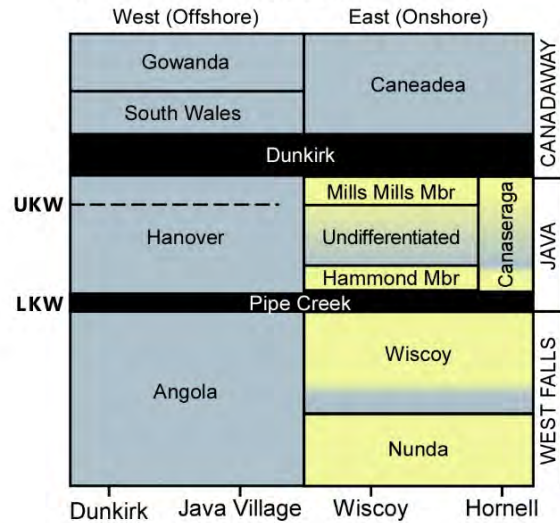 West (Offshore) East (Onshore)
Gowanda
Caneadea
South Wales
Dunkirk
CANADAWAY
UKW
Mills Mills Mbr
Hanover
Undifferentiated
Canaseraga
JAVA
Hammond Mbr
LKW
Pipe Creek
Wiscoy
Angola
WEST FALLS
Nunda
Dunkirk Java Village Wiscoy Hornell